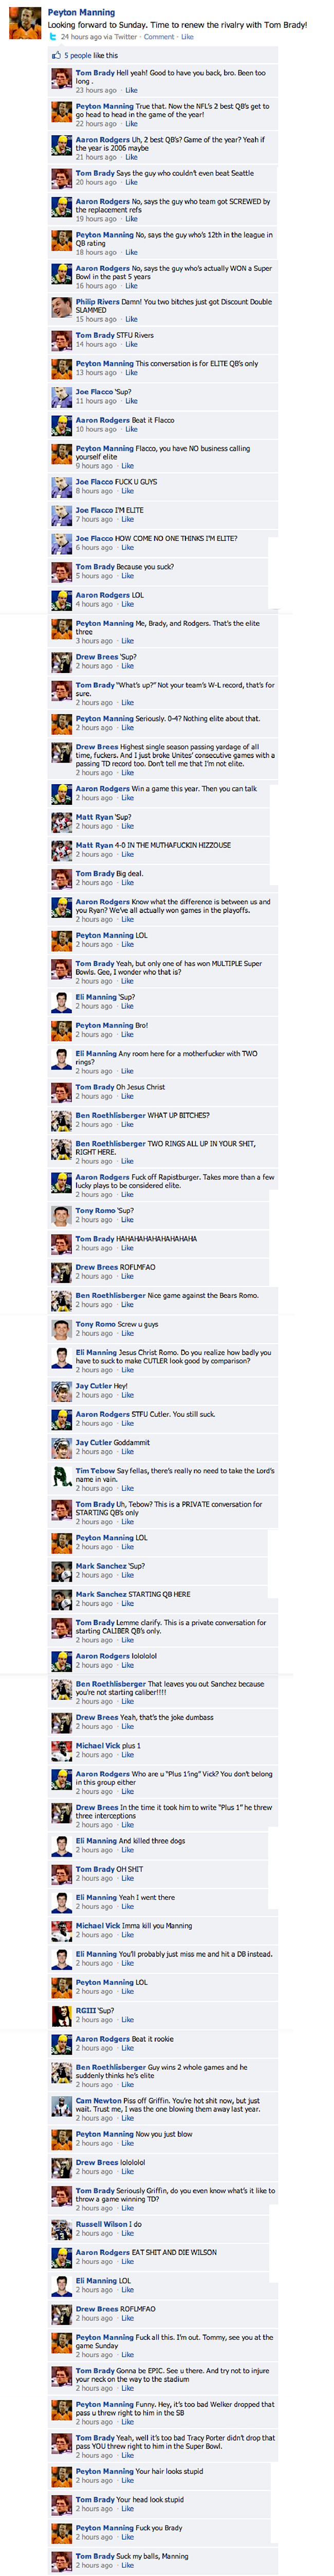 Peyton Manning
Looking forward to Sunday. Time to renew the rivalry with Tom Brady!
24 hours ago via Twitter · Comment · Like
5 people like this
Tom Brady Hell yeah! Good to have you back, bro. Been too
long .
23 hours ago · Like
Peyton Manning True that. Now the NFL's 2 best QB's get to
go head to head in the game of the year!
22 hours ago · Like
Aaron Rodgers Uh, 2 best QB's? Game of the year? Yeah if
the year is 2006 maybe
21 hours ago · Like
Tom Brady Says the guy who couldn't even beat Seattle
20 hours ago · Like
Aaron Rodgers No, says the guy who team got SCREWED by
the replacement refs
19 hours ago · Like
Peyton Manning No, says the guy who's 12th in the league in
QB rating
18 hours ago · Like
Aaron Rodgers No, says the guy who's actually WON a Super
Bowl in the past 5 years
16 hours ago · Like
Philip Rivers Damn! You two bitches just got Discount Double
SLAMMED
15 hours ago · Like
Tom Brady STFU Rivers
14 hours ago · Like
Peyton Manning This conversation is for ELITE QB's only
13 hours ago · Like
Joe Flacco 'Sup?
11 hours ago · Like
Aaron Rodgers Beat it Flacco
10 hours ago · Like
Peyton Manning Flacco, you have NO business calling
yourself elite
9 hours ago · Like
Joe Flacco FUCK U GUYS
8 hours ago · Like
Joe Flacco I'M ELITE
7 hours ago · Like
Joe Flacco HOW COME NO ONE THINKS I'M ELITE?
6 hours ago · Like
Tom Brady Because you suck?
5 hours ago · Like
Aaron Rodgers LOL
4 hours ago · Like
Peyton Manning Me, Brady, and Rodgers. That's the elite
three
3 hours ago · Like
Drew Brees 'Sup?
2 hours ago · Like
Tom Brady "What's up?" Not your team's W-L record, that's for
sure.
2 hours ago · Like
Peyton Manning Seriously. 0-4? Nothing elite about that.
2 hours ago · Like
Drew Brees Highest single season passing yardage of all
time, fuckers. And I just broke Unites' consecutive games with a
passing TD record too. Don't tell me that I'm not elite.
2 hours ago · Like
Aaron Rodgers Win a game this year. Then you can talk
2 hours ago · Like
Matt Ryan 'Sup?
2 hours ago · Like
Matt Ryan 4-0 IN THE MUTHAFUCKIN HIZZOUSE
2 hours ago · Like
Tom Brady Big deal.
2 hours ago · Like
Aaron Rodgers Know what the difference is between us and
you Ryan? We've all actually won games in the playoffs.
2 hours ago · Like
Peyton Manning LOL
2 hours ago · Like
Tom Brady Yeah, but only one of has won MULTIPLE Super
Bowls. Gee, I wonder who that is?
2 hours ago · Like
Eli Manning 'Sup?
2 hours ago · Like
Peyton Manning Bro!
2 hours ago · Like
Eli Manning Any room here for a motherfucker with TWO
rings?
2 hours ago · Like
Tom Brady Oh Jesus Christ
2 hours ago · Like
Ben Roethlisberger WHAT UP BITCHES?
2 hours ago · Like
Ben Roethlisberger TWO RINGS ALL UP IN YOUR SHIT,
RIGHT HERE.
2 hours ago · Like
Aaron Rodgers Fuck off Rapistburger. Takes more than a few
lucky plays to be considered elite.
2 hours ago · Like
Tony Romo 'Sup?
2 hours ago · Like
Tom Brady HAHAHAHAHAHAHAHAHA
2 hours ago · Like
Drew Brees ROFLMFAO
2 hours ago · Like
Ben Roethlisberger Nice game against the Bears Romo.
2 hours ago · Like
Tony Romo Screw u guys
2 hours ago · Like
Eli Manning Jesus Christ Romo. Do you realize how badly you
have to suck to make CUTLER look good by comparison?
2 hours ago · Like
Jay Cutler Hey!
2 hours ago · Like
Aaron Rodgers STFU Cutler. You still suck.
2 hours ago · Like
Jay Cutler Goddammit
2 hours ago · Like
Tim Tebow Say fellas, there's really no need to take the Lord's
name in vain.
2 hours ago · Like
Tom Brady Uh, Tebow? This is a PRIVATE conversation for
STARTING QB's only
2 hours ago · Like
Peyton Manning LOL
2 hours ago · Like
Mark Sanchez 'Sup?
2 hours ago · Like
Mark Sanchez STARTING QB HERE
2 hours ago · Like
Tom Brady Lemme clarify. This is a private conversation for
starting CALIBER QB's only.
2 hours ago · Like
Aaron Rodgers lolololol
2 hours ago · Like
Ben Roethlisberger That leaves you out Sanchez because
you're not starting caliber!!!!
2 hours ago · Like
Drew Brees Yeah, that's the joke dumbass
2 hours ago · Like
Michael Vick plus 1
2 hours ago · Like
Aaron Rodgers Who are u "Plus 1'ing" Vick? You don't belong
in this group either
2 hours ago · Like
Drew Brees In the time it took him to write "Plus 1" he threw
three interceptions
2 hours ago · Like
Eli Manning And killed three dogs
2 hours ago · Like
Tom Brady OH SHIT
2 hours ago · Like
Eli Manning Yeah I went there
2 hours ago · Like
Michael Vick Imma kill you Manning
2 hours ago · Like
Eli Manning You'll probably just miss me and hit a DB instead.
2 hours ago · Like
Peyton Manning LOL
2 hours ago · Like
RGIII 'Sup?
2 hours ago · Like
Aaron Rodgers Beat it rookie
2 hours ago · Like
Ben Roethlisberger Guy wins 2 whole games and he
suddenly thinks he's elite
2 hours ago · Like
Cam Newton Piss off Griffin. You're hot shit now, but just
wait. Trust me, I was the one blowing them away last year.
2 hours ago · Like
Peyton Manning Now you just blow
2 hours ago · Like
Drew Brees lolololol
2 hours ago · Like
Tom Brady Seriously Griffin, do you even know what's it like to
throw a game winning TD?
2 hours ago · Like
Russell Wilson I do
2 hours ago · Like
Aaron Rodgers EAT SHIT AND DIE WILSON
2 hours ago · Like
Eli Manning LOL
2 hours ago · Like
Drew Brees ROFLMFAO
2 hours ago · Like
Peyton Manning Fuck all this. I'm out. Tommy, see you at the
game Sunday
2 hours ago · Like
Tom Brady Gonna be EPIC. See u there. And try not to injure
your neck on the way to the stadium
2 hours ago · Like
Peyton Manning Funny. Hey, it's too bad Welker dropped that
pass u threw right to him in the SB
2 hours ago · Like
Tom Brady Yeah, well it's too bad Tracy Porter didn't drop that
pass YOU threw right to him in the Super Bowl.
2 hours ago · Like
Peyton Manning Your hair looks stupid
2 hours ago · Like
Tom Brady Your head look stupid
2 hours ago · Like
Peyton Manning Fuck you Brady
2 hours ago · Like
Tom Brady Suck my balls, Manning
2 hours ago · Like